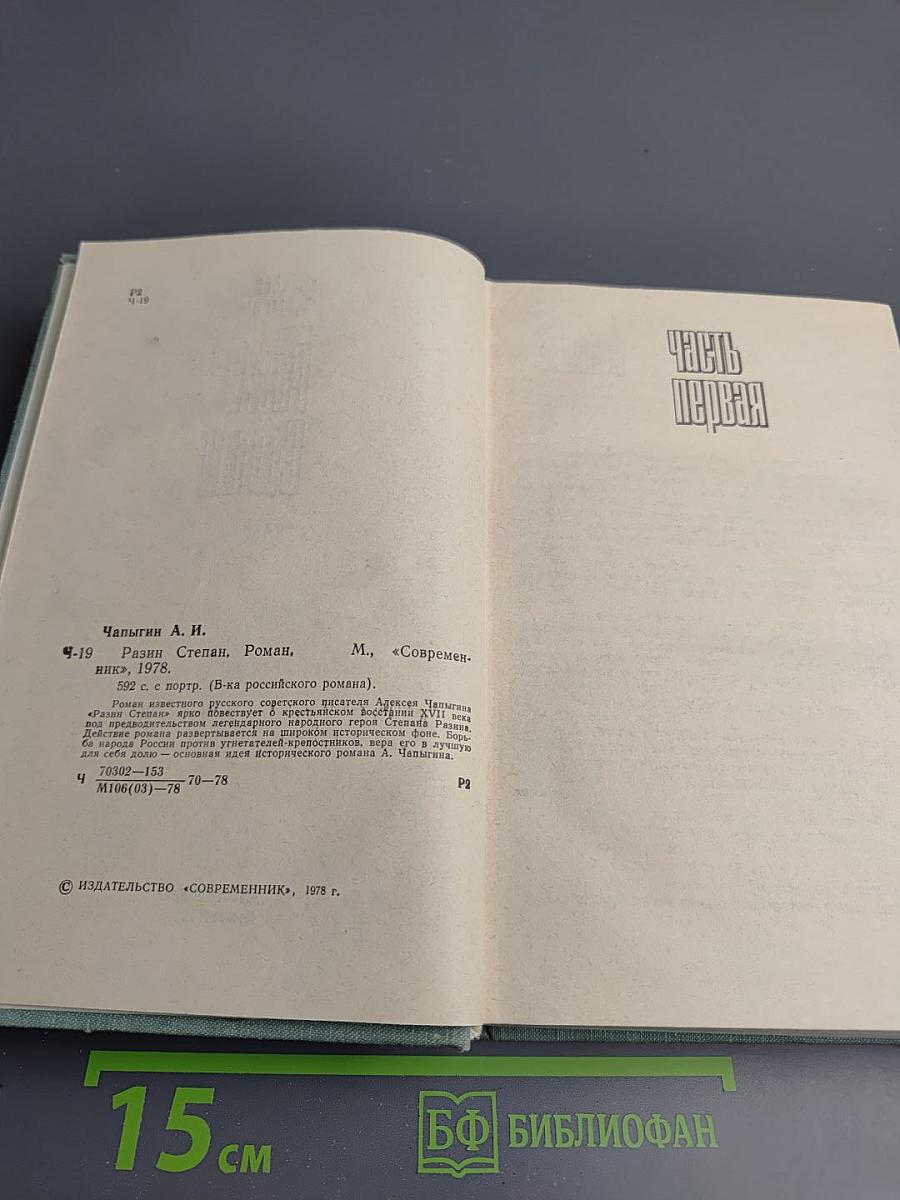 Р2
Ч-19
Чапыгин А. И.
Ч-19 Разин Степан, Роман, М., «Современ-
ник», 1978.
592 с. с портр. (Б-ка российского романа).
Роман известного русского советского писателя Алексея Чапыгина
«Разин Степан» ярко повествует о крестьянском восстании XVII века
под предводительством легендарного народного героя Степана Разина.
Действие романа развертывается на широком историческом фоне. Борь-
ба народа России против угнетателей-крепостников, вера его в лучшую
для себя долю — основная идея исторического романа А. Чапыгина.
Ч 70302—153
М106(03)—78 70—78
Р2
© ИЗДАТЕЛЬСТВО «СОВРЕМЕННИК», 1978 г.
часть
первая
15 см
БФ БИБЛИОФАН